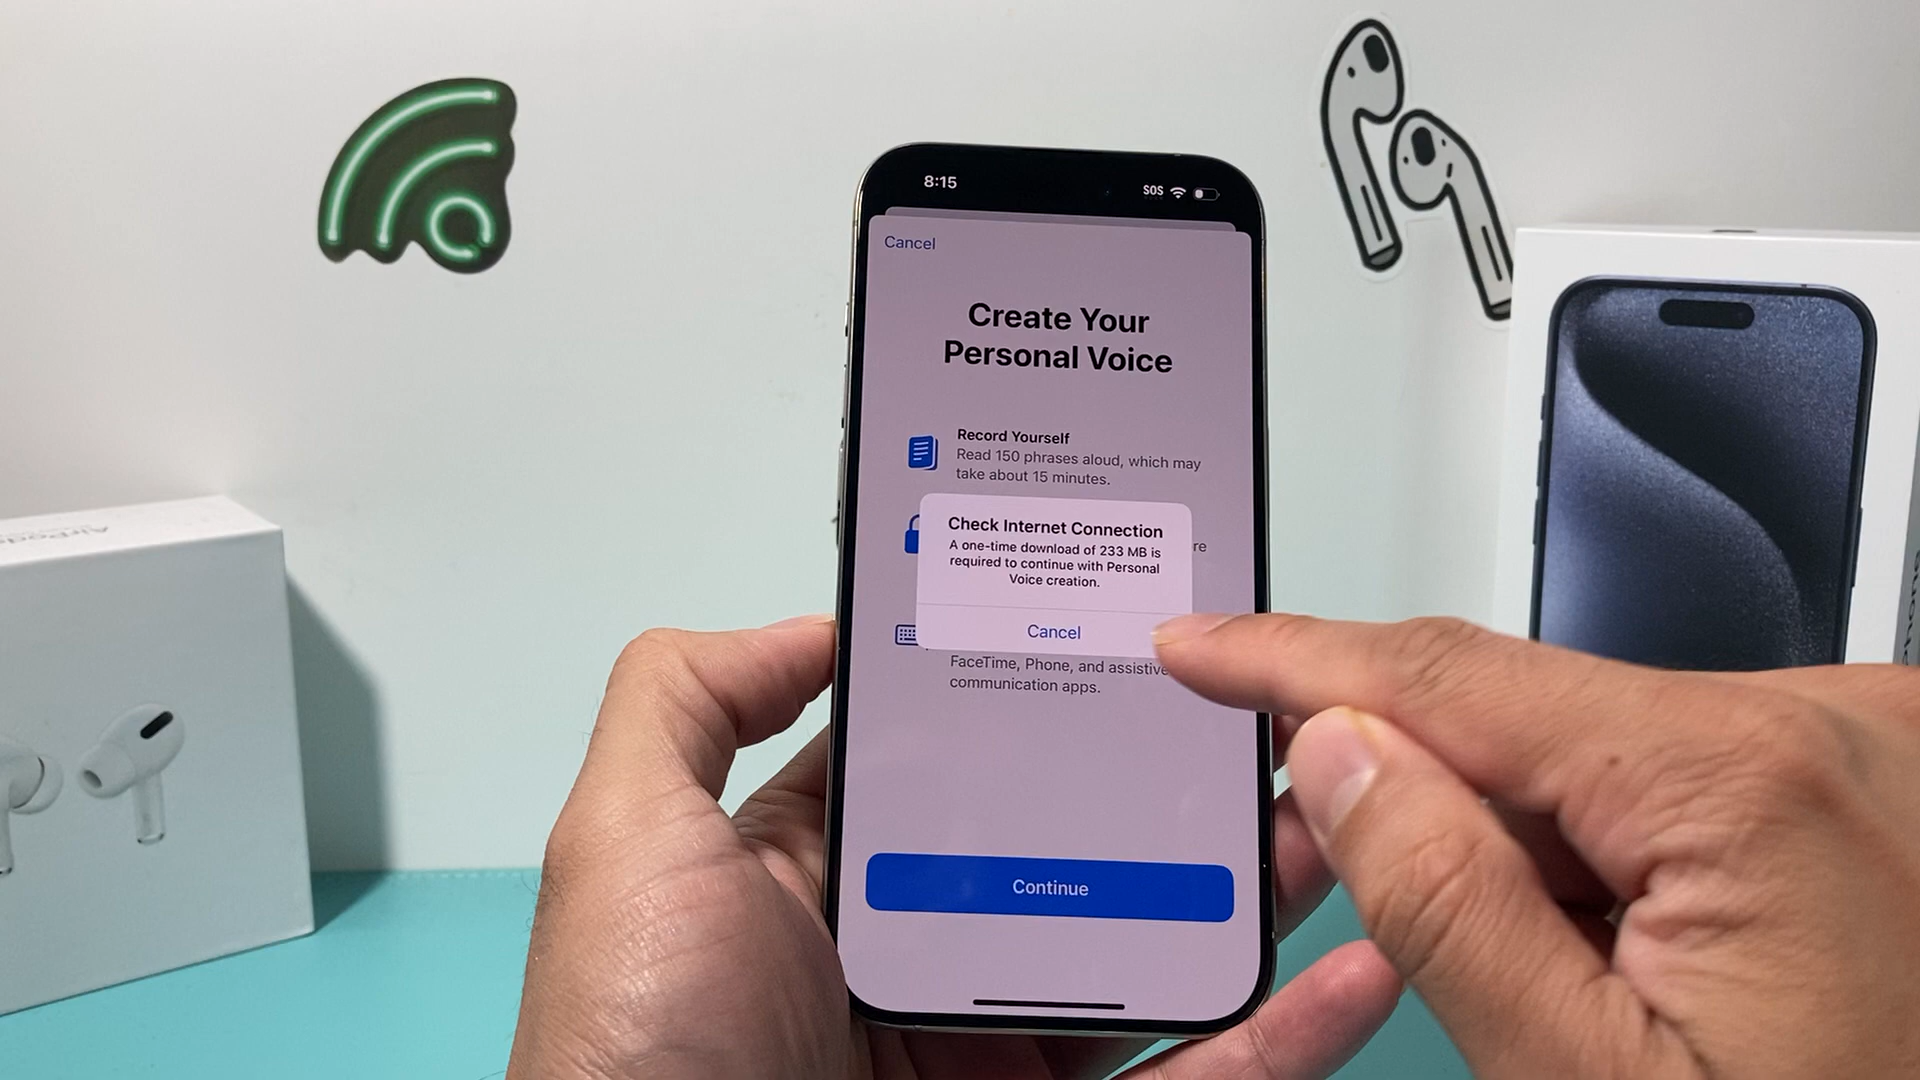 8:15
SOS
Cancel
Create Your
Personal Voice
Record Yourself
Read 150 phrases aloud, which may
take about 15 minutes.
Check Internet Connection
A one-time download of 233 MB is
required to continue with Personal
Voice creation.
Cancel
re
FaceTime, Phone, and assistive
communication apps.
Continue
AirPods